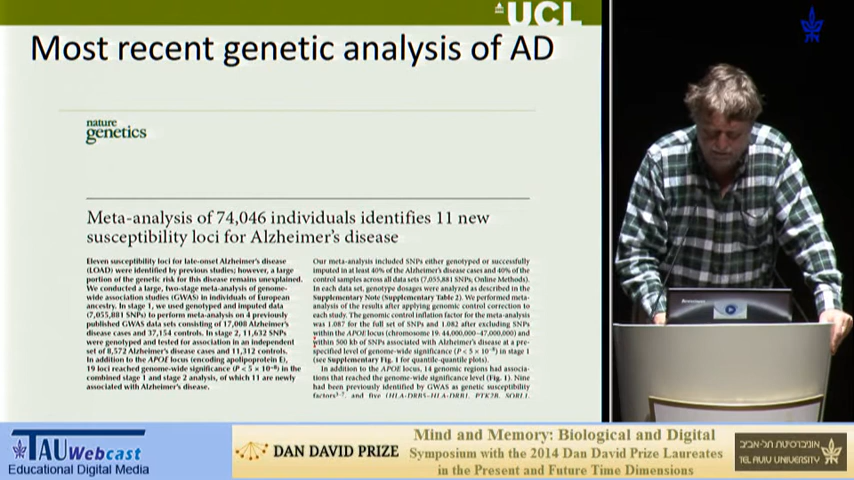 UCL
Most recent genetic analysis of AD
nature
genetics
Meta-analysis of 74,046 individuals identifies 11 new
susceptibility loci for Alzheimer's disease
Eleven susceptibility loci for late-onset Alzheimer's disease
(LOAD) were identified by previous studies; however, a large
portion of the genetic risk for this disease remains unexplained.
We conducted a large, two-stage meta-analysis of genome-
wide association studies (GWAS) in individuals of European
ancestry. In stage 1, we used genotyped and imputed data
(7,055,881 SNPs) to perform meta-analysis on 4 previously
published GWAS data sets consisting of 17,008 Alzheimer's
disease cases and 37,154 controls. In stage 2, 11,632 SNPs
were genotyped and tested for association in an independent
set of 8,572 Alzheimer's disease cases and 11,312 controls.
In addition to the APOE locus (encoding apolipoprotein E),
19 loci reached genome-wide significance (P < 5 × 10⁻⁸) in the
combined stage 1 and stage 2 analysis, of which 11 are newly
associated with Alzheimer's disease.
Our meta-analysis included SNPs either genotyped or successfully
imputed in at least 40% of the Alzheimer's disease cases and 40% of the
control samples across all data sets (7,055,881 SNPs; Online Methods).
In each data set, genotype dosages were analyzed as described in the
Supplementary Note (Supplementary Table 2). We performed meta-
analysis of the results after applying genomic control correction to
each study. The genomic control inflation factor for the meta-analysis
was 1.087 for the full set of SNPs and 1.082 after excluding SNPs
within the APOE locus (chromosome 19: 44,000,000–47,000,000) and
within 500 kb of SNPs associated with Alzheimer's disease at a pre-
specified level of genome-wide significance (P < 5 × 10⁻⁸) in stage 1
(see Supplementary Fig. 1 for quantile-quantile plots).
In addition to the APOE locus, 14 genomic regions had associa-
tions that reached the genome-wide significance level (Fig. 1). Nine
had been previously identified by GWAS as genetic susceptibility
factors¹⁻⁷, and five (HLA-DRB5–HLA-DRB1, PTK2B, SORL1,
TAU Webcast
Educational Digital Media
DAN DAVID PRIZE
Mind and Memory: Biological and Digital
Symposium with the 2014 Dan David Prize Laureates
in the Present and Future Time Dimensions
אוניברסיטת תל-אביב
TEL AVIV UNIVERSITY